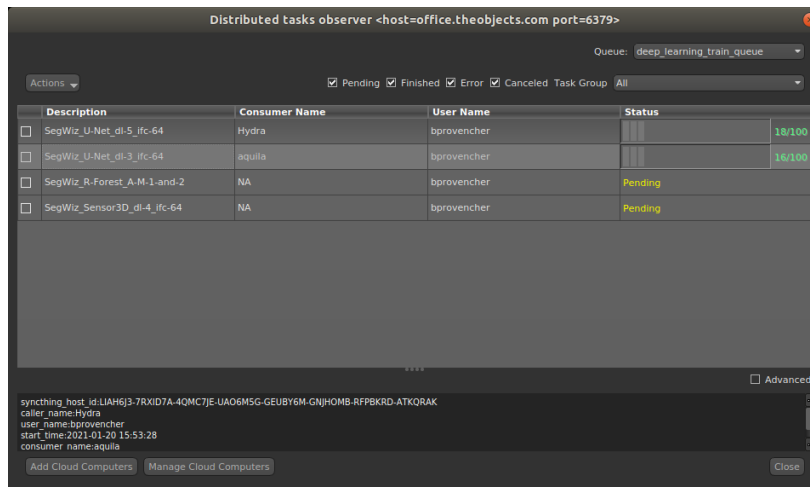 Distributed tasks observer <host=office.theobjects.com port=6379>
Queue: deep_learning_train_queue
Actions Pending Finished Error Canceled Task Group All
Description Consumer Name User Name Status
SegWiz_U-Net_dl-5_ifc-64 Hydra bprovencher 18/100
SegWiz_U-Net_dl-3_ifc-64 aquila bprovencher 16/100
SegWiz_R-Forest_A-M-1-and-2 NA bprovencher Pending
SegWiz_Sensor3D_dl-4_ifc-64 NA bprovencher Pending
Advanced
syncthing_host_id:LIAH6J3-7RXID7A-4QMC7JE-UAO6M5G-GEUBY6M-GNJHOMB-RFPBKRD-ATKQRAK
caller_name:Hydra
user_name:bprovencher
start_time:2021-01-20 15:53:28
consumer_name:aquila
Add Cloud Computers Manage Cloud Computers Close